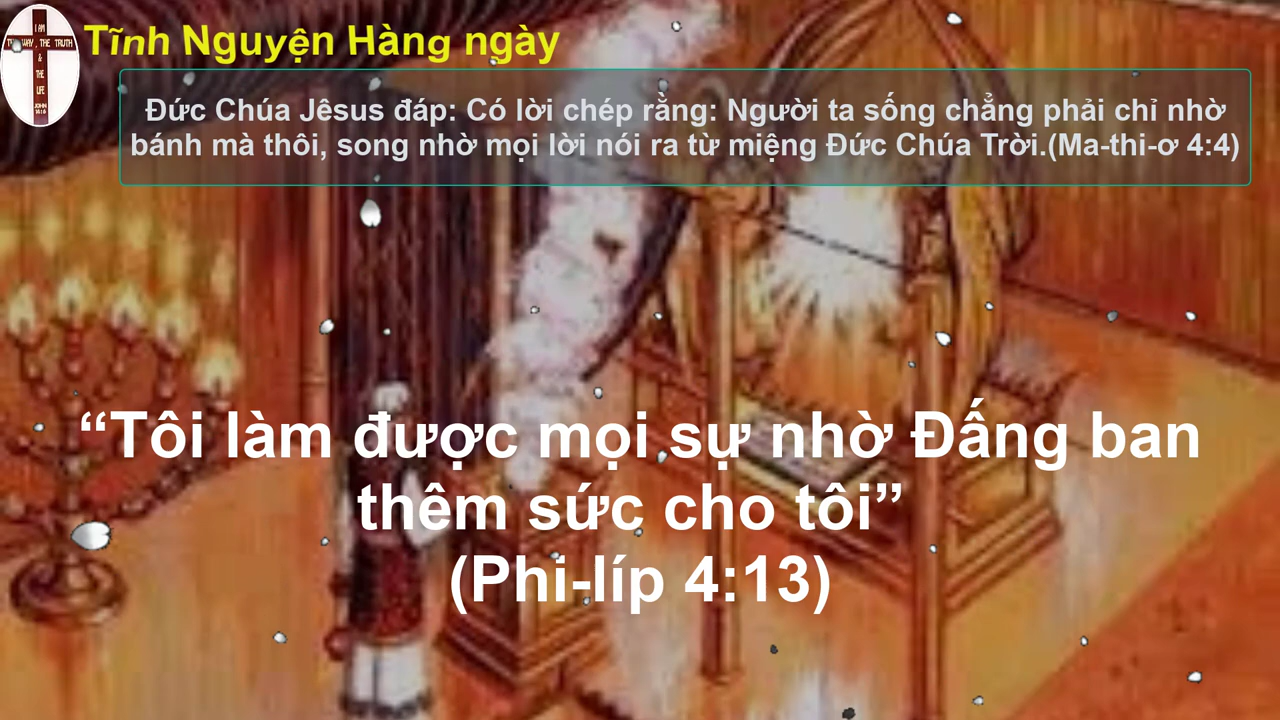 I AM
THE WAY, THE TRUTH
&
THE
LIFE
JOHN
14:6
Tĩnh Nguyện Hàng ngày
Đức Chúa Jêsus đáp: Có lời chép rằng: Người ta sống chẳng phải chỉ nhờ
bánh mà thôi, song nhờ mọi lời nói ra từ miệng Đức Chúa Trời.(Ma-thi-ơ 4:4)
“Tôi làm được mọi sự nhờ Đấng ban
thêm sức cho tôi”
(Phi-líp 4:13)